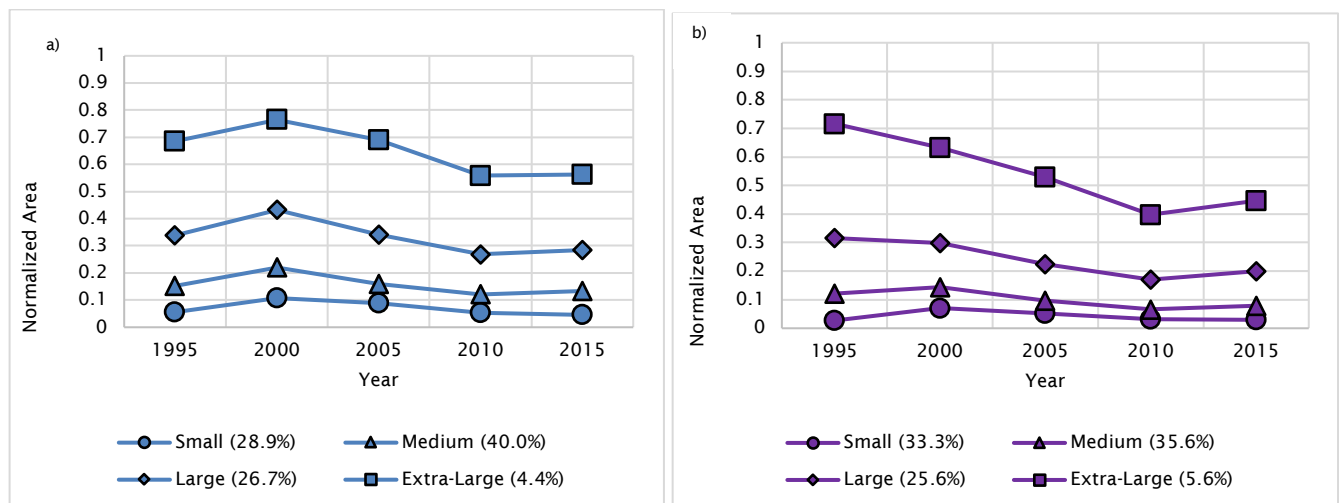 a)
1
0.9
0.8
0.7
0.6
0.5
0.4
0.3
0.2
0.1
0
Normalized Area
1995 2000 2005 2010 2015
Year
Small (28.9%) Medium (40.0%)
Large (26.7%) Extra-Large (4.4%)
b)
1
0.9
0.8
0.7
0.6
0.5
0.4
0.3
0.2
0.1
0
Normalized Area
1995 2000 2005 2010 2015
Year
Small (33.3%) Medium (35.6%)
Large (25.6%) Extra-Large (5.6%)